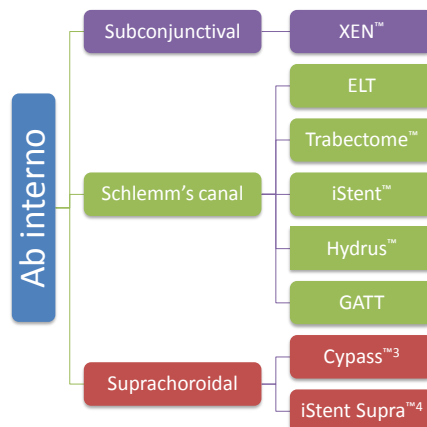 Ab interno
Subconjunctival
XEN™
Schlemm's canal
ELT
Trabectome™
iStent™
Hydrus™
GATT
Suprachoroidal
Cypass™3
iStent Supra™4